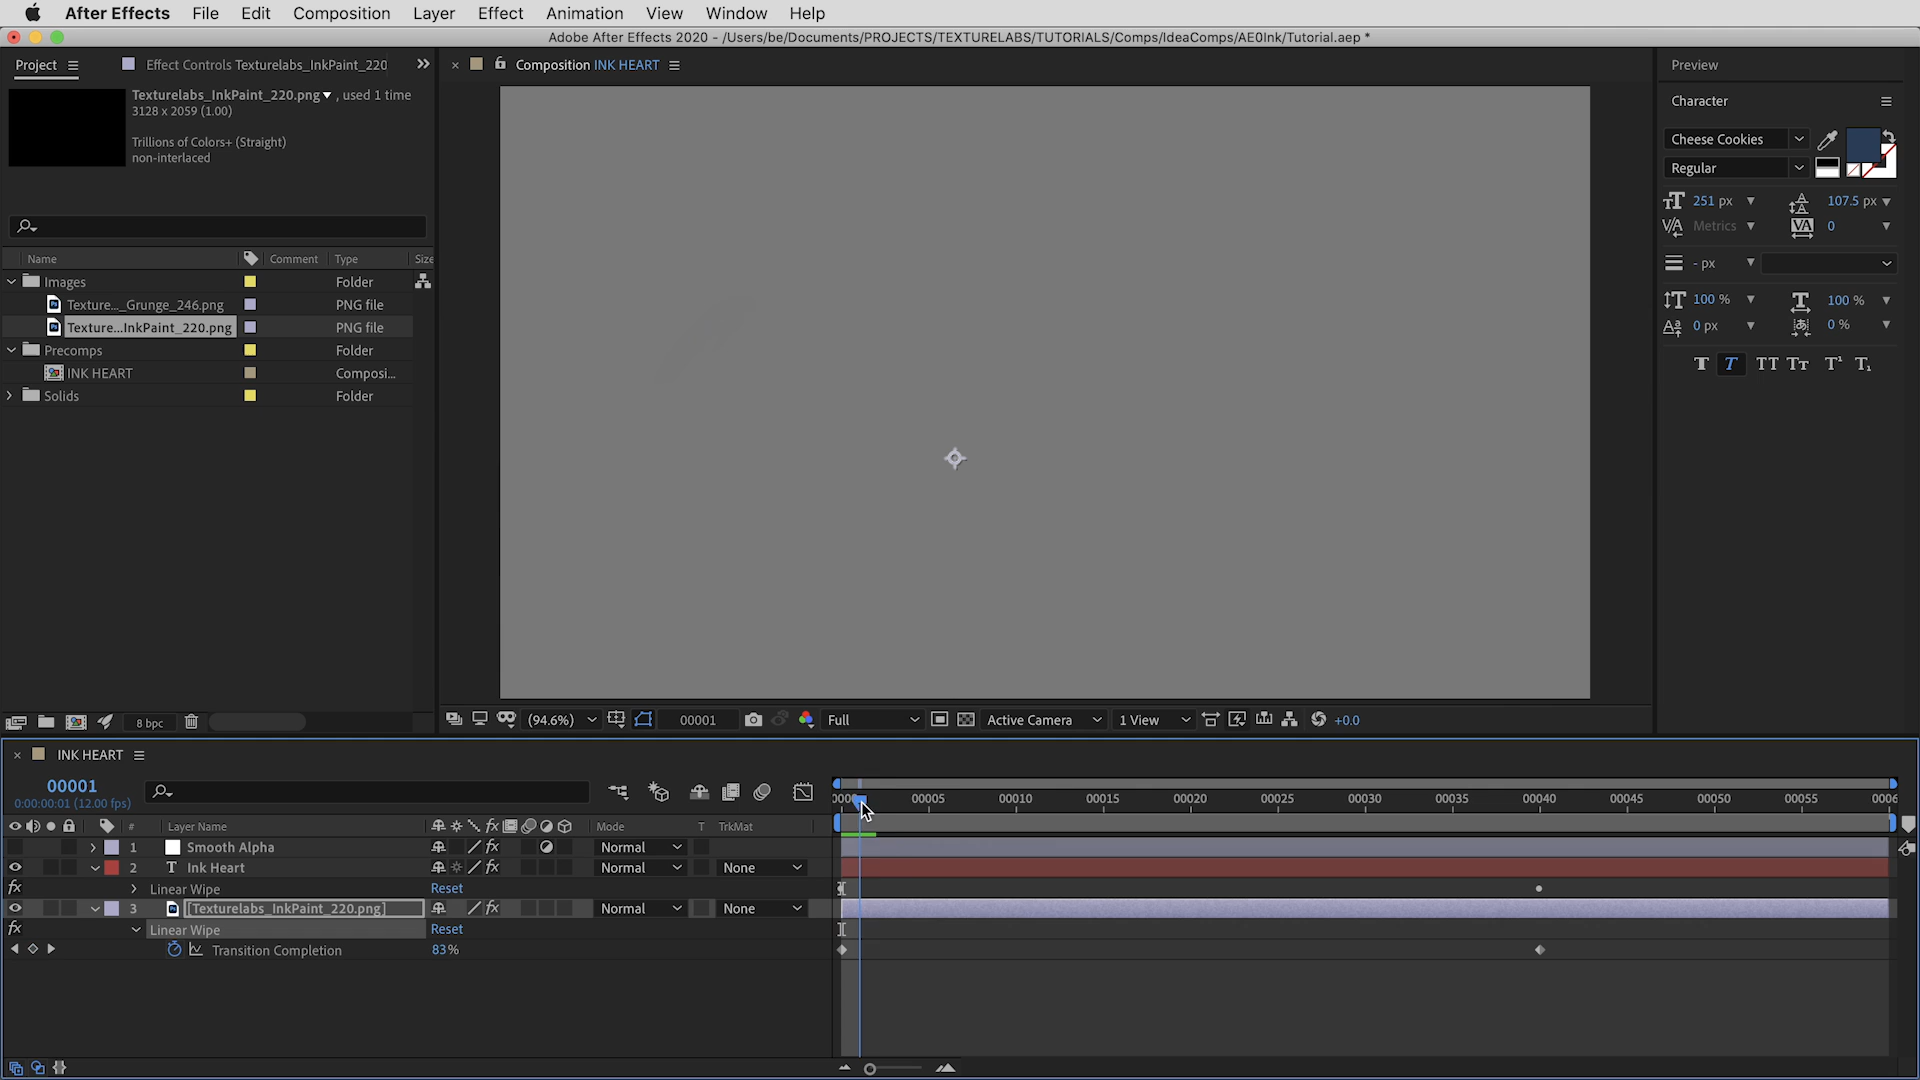 After Effects File Edit Composition Layer Effect Animation View Window Help
Adobe After Effects 2020 - /Users/be/Documents/PROJECTS/TEXTURELABS/TUTORIALS/Comps/IdeaComps/AE0Ink/Tutorial.aep *
Project
Effect Controls Texturelabs_InkPaint_220
Composition INK HEART
Preview
Texturelabs_InkPaint_220.png , used 1 time
3128 x 2059 (1.00)
Trillions of Colors+ (Straight)
non-interlaced
Character
Cheese Cookies
Regular
251 px 107.5 px
Metrics 0
- px
100 % 100 %
0 px 0 %
T T TT Tr T¹ T₁
Name Comment Type Size
Images Folder
Texture..._Grunge_246.png PNG file
Texture...InkPaint_220.png PNG file
Precomps Folder
INK HEART Composi...
Solids Folder
8 bpc
(94.6%) 00001 Full Active Camera 1 View +0.0
INK HEART
00001
0:00:00:01 (12.00 fps)
00005 00010 00015 00020 00025 00030 00035 00040 00045 00050 00055 0006
# Layer Name Mode T TrkMat
1 Smooth Alpha Normal
2 T Ink Heart Normal None
fx Linear Wipe Reset
3 [Texturelabs_InkPaint_220.png] Normal None
fx Linear Wipe Reset
Transition Completion 83%